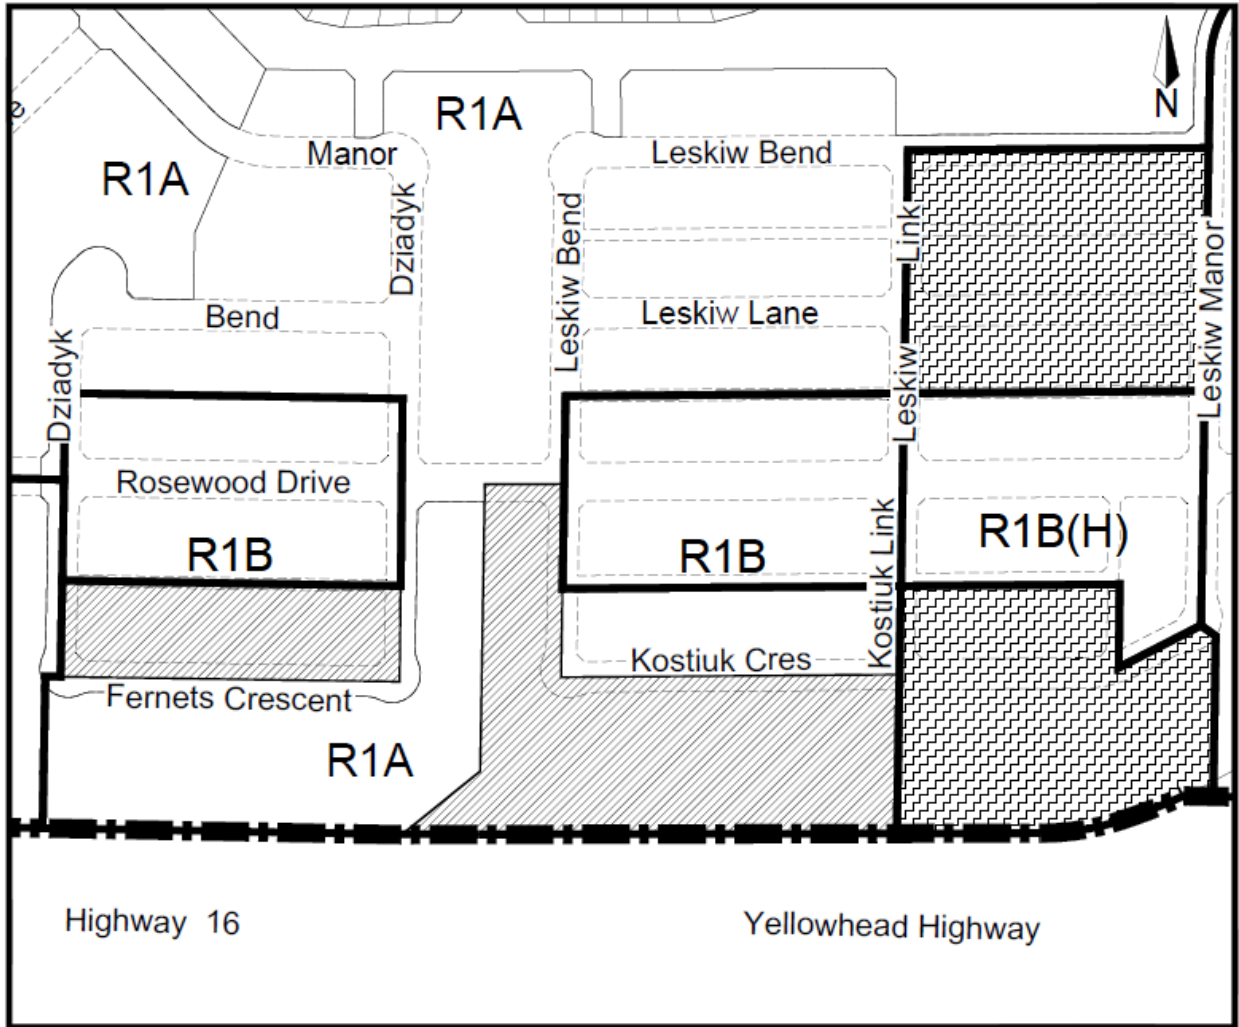 N
R1A
R1A
Manor
Leskiw Bend
Dziadyk
Leskiw Bend
Link
Leskiw Manor
Bend
Leskiw Lane
Dziadyk
Leskiw
Rosewood Drive
R1B
R1B
R1B(H)
Kostiuk Link
Kostiuk Cres
Fernets Crescent
R1A
Highway 16
Yellowhead Highway